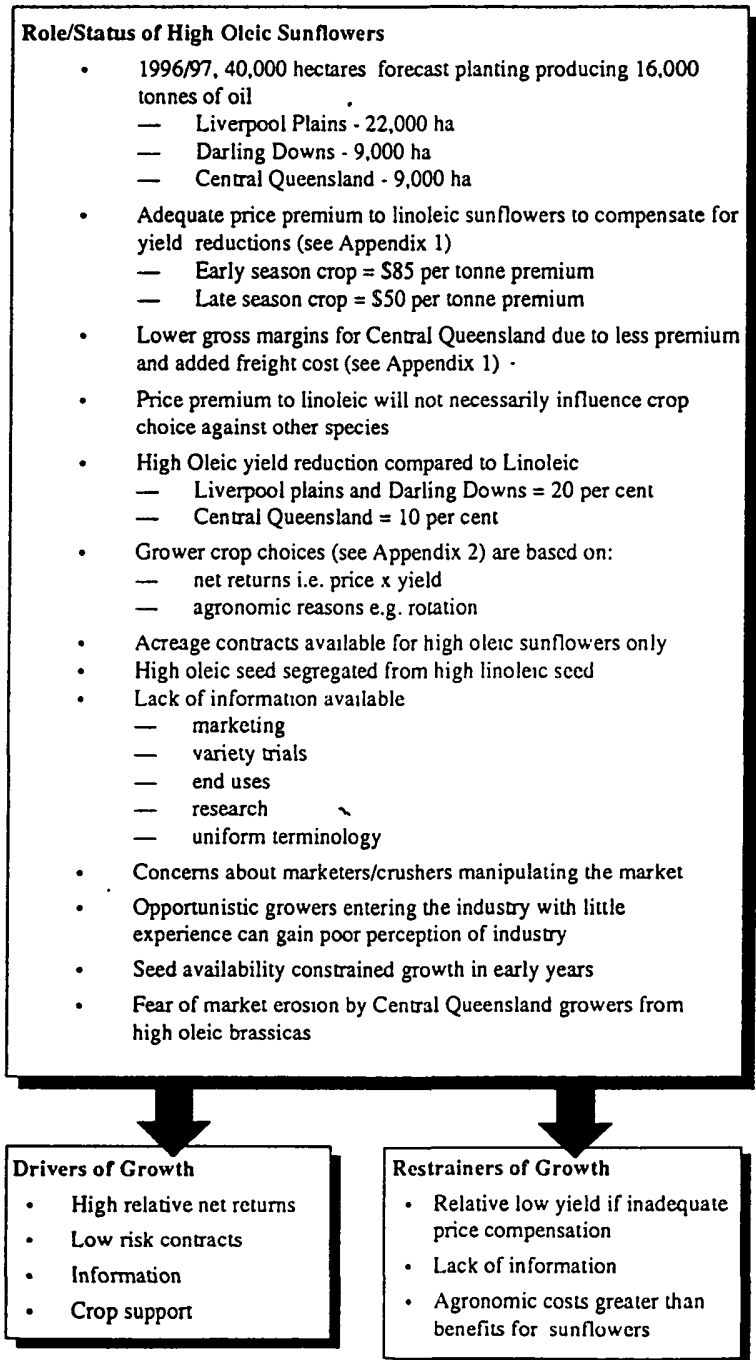 Role/Status of High Oleic Sunflowers
• 1996/97, 40,000 hectares forecast planting producing 16,000
tonnes of oil
— Liverpool Plains - 22,000 ha
— Darling Downs - 9,000 ha
— Central Queensland - 9,000 ha
• Adequate price premium to linoleic sunflowers to compensate for
yield reductions (see Appendix 1)
— Early season crop = $85 per tonne premium
— Late season crop = $50 per tonne premium
• Lower gross margins for Central Queensland due to less premium
and added freight cost (see Appendix 1)
• Price premium to linoleic will not necessarily influence crop
choice against other species
• High Oleic yield reduction compared to Linoleic
— Liverpool plains and Darling Downs = 20 per cent
— Central Queensland = 10 per cent
• Grower crop choices (see Appendix 2) are based on:
— net returns i.e. price x yield
— agronomic reasons e.g. rotation
• Acreage contracts available for high oleic sunflowers only
• High oleic seed segregated from high linoleic seed
• Lack of information available
— marketing
— variety trials
— end uses
— research
— uniform terminology
• Concerns about marketers/crushers manipulating the market
• Opportunistic growers entering the industry with little
experience can gain poor perception of industry
• Seed availability constrained growth in early years
• Fear of market erosion by Central Queensland growers from
high oleic brassicas
Drivers of Growth
• High relative net returns
• Low risk contracts
• Information
• Crop support
Restrainers of Growth
• Relative low yield if inadequate
price compensation
• Lack of information
• Agronomic costs greater than
benefits for sunflowers